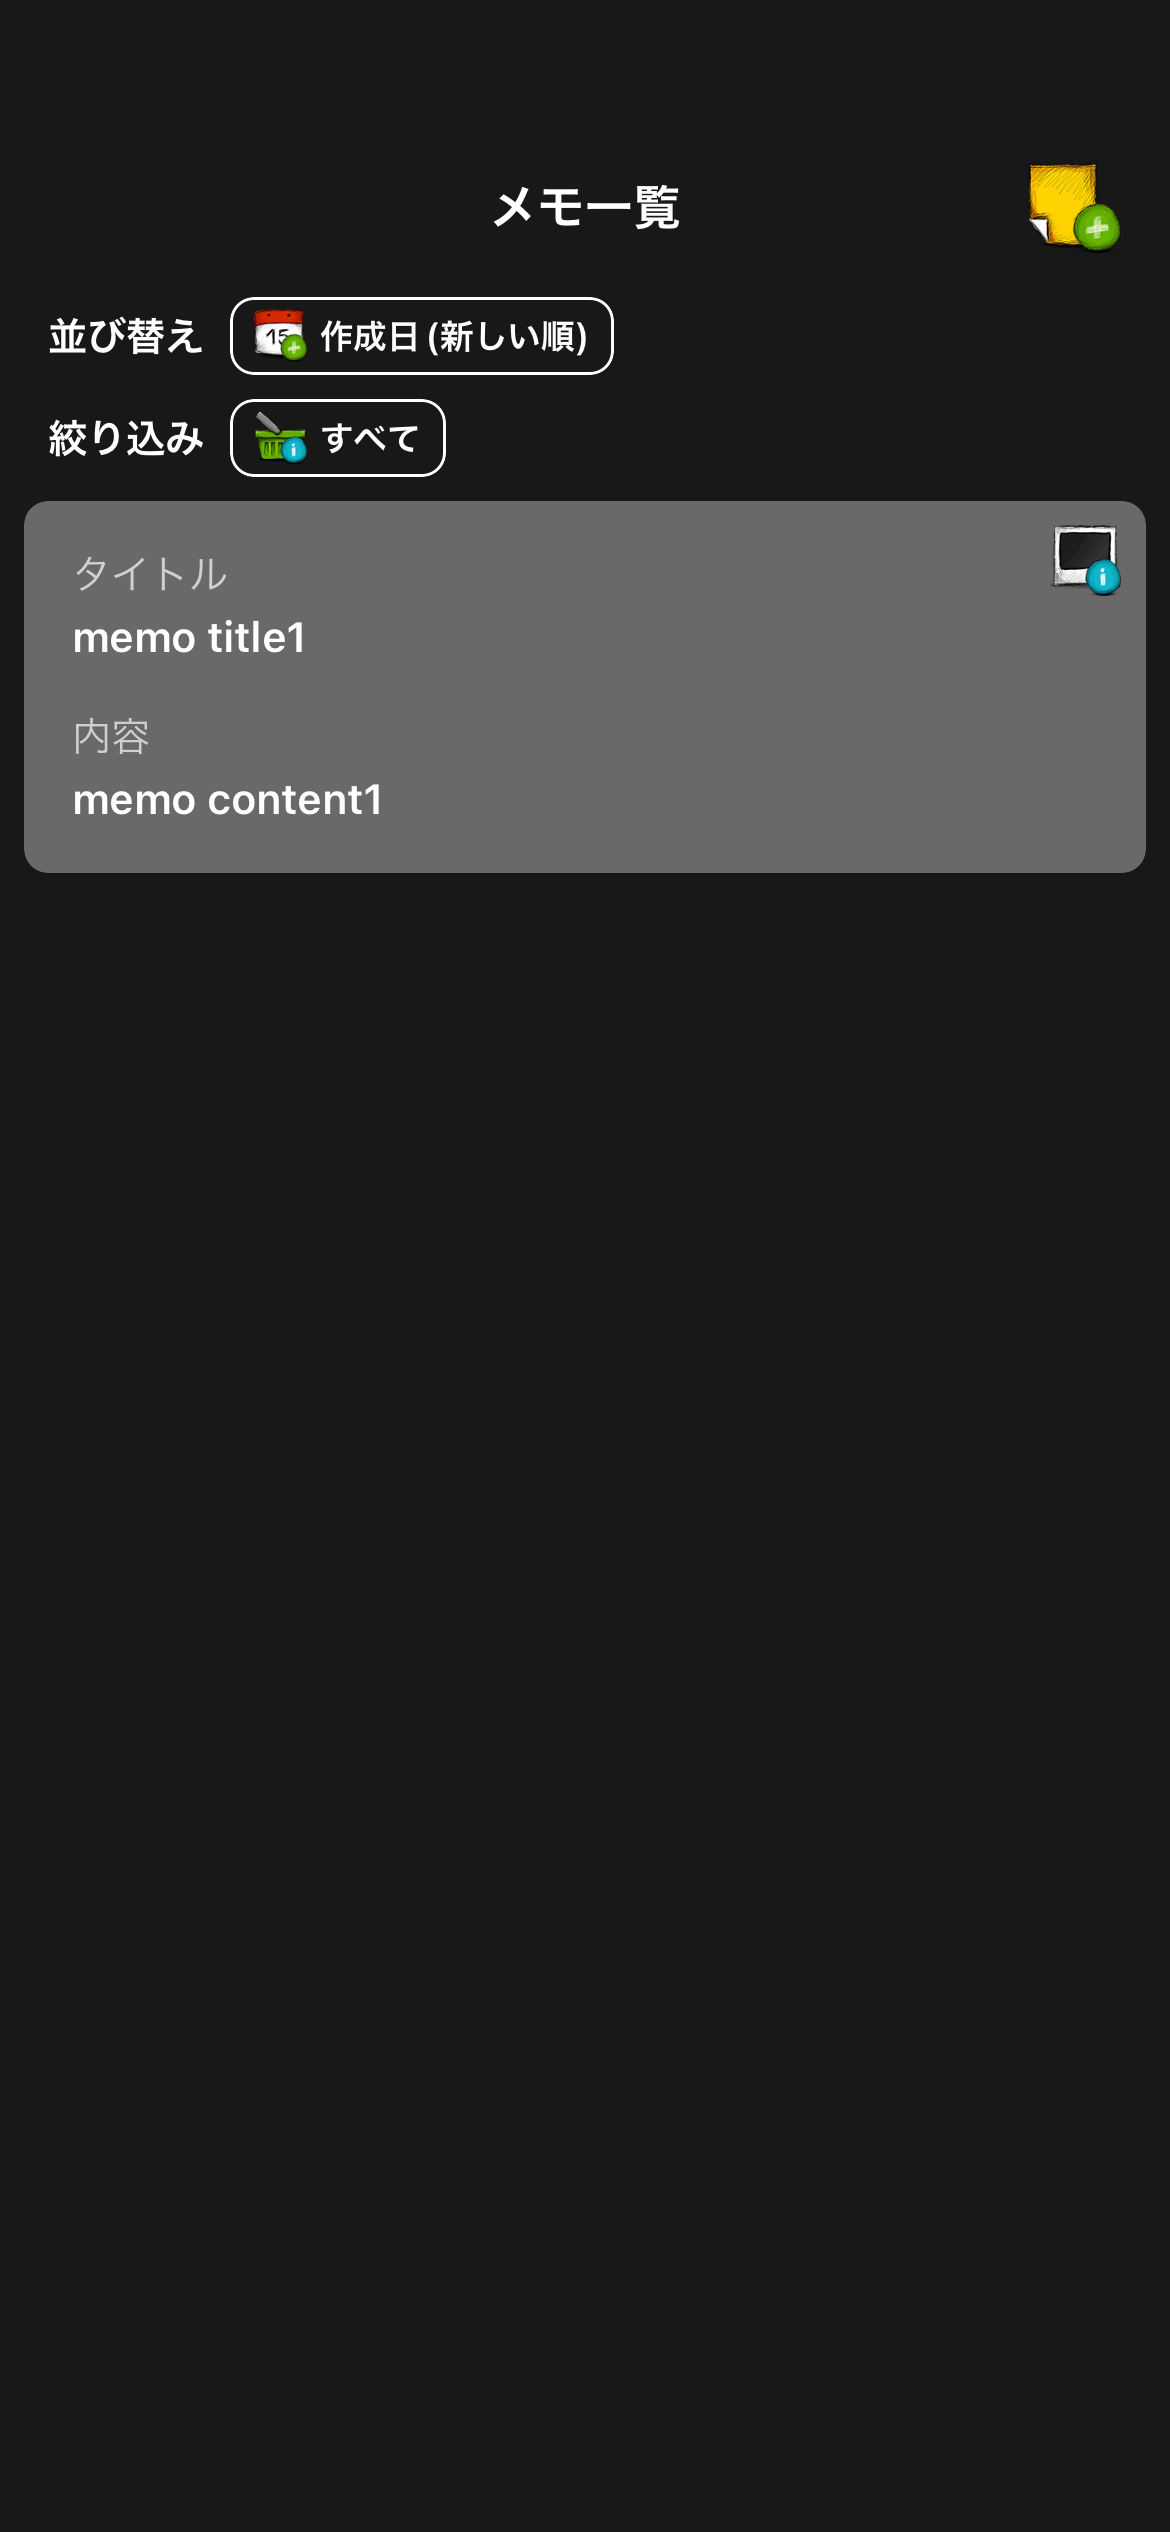 メモ一覧
並び替え 15 作成日(新しい順)
絞り込み すべて
タイトル
memo title1
内容
memo content1